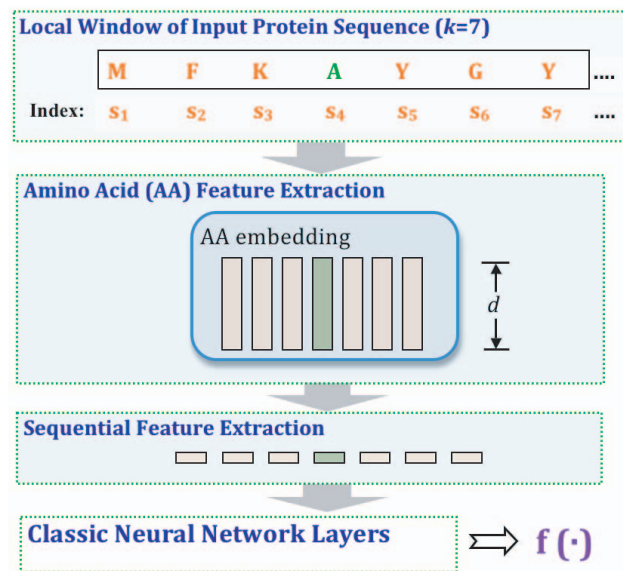 Local Window of Input Protein Sequence (k=7)
M F K A Y G Y ....
Index: s1 s2 s3 s4 s5 s6 s7 ....
Amino Acid (AA) Feature Extraction
AA embedding
d
Sequential Feature Extraction
Classic Neural Network Layers
f (·)